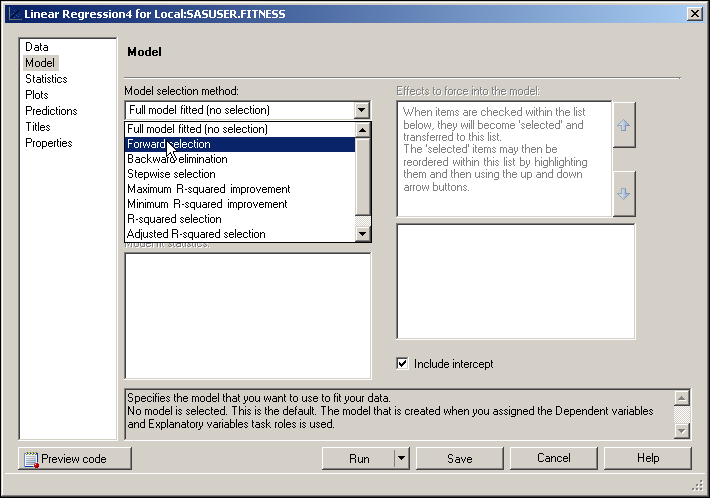 Linear Regression4 for Local:SASUSER.FITNESS
Data
Model
Statistics
Plots
Predictions
Titles
Properties
Model
Model selection method:
Full model fitted (no selection)
Full model fitted (no selection)
Forward selection
Backward elimination
Stepwise selection
Maximum R-squared improvement
Minimum R-squared improvement
R-squared selection
Adjusted R-squared selection
Model fit statistics:
Effects to force into the model:
When items are checked within the list
below, they will become 'selected' and
transferred to this list.
The 'selected' items may then be
reordered within this list by highlighting
them and then using the up and down
arrow buttons.
Include intercept
Specifies the model that you want to use to fit your data.
No model is selected. This is the default. The model that is created when you assigned the Dependent variables
and Explanatory variables task roles is used.
Preview code
Run
Save
Cancel
Help